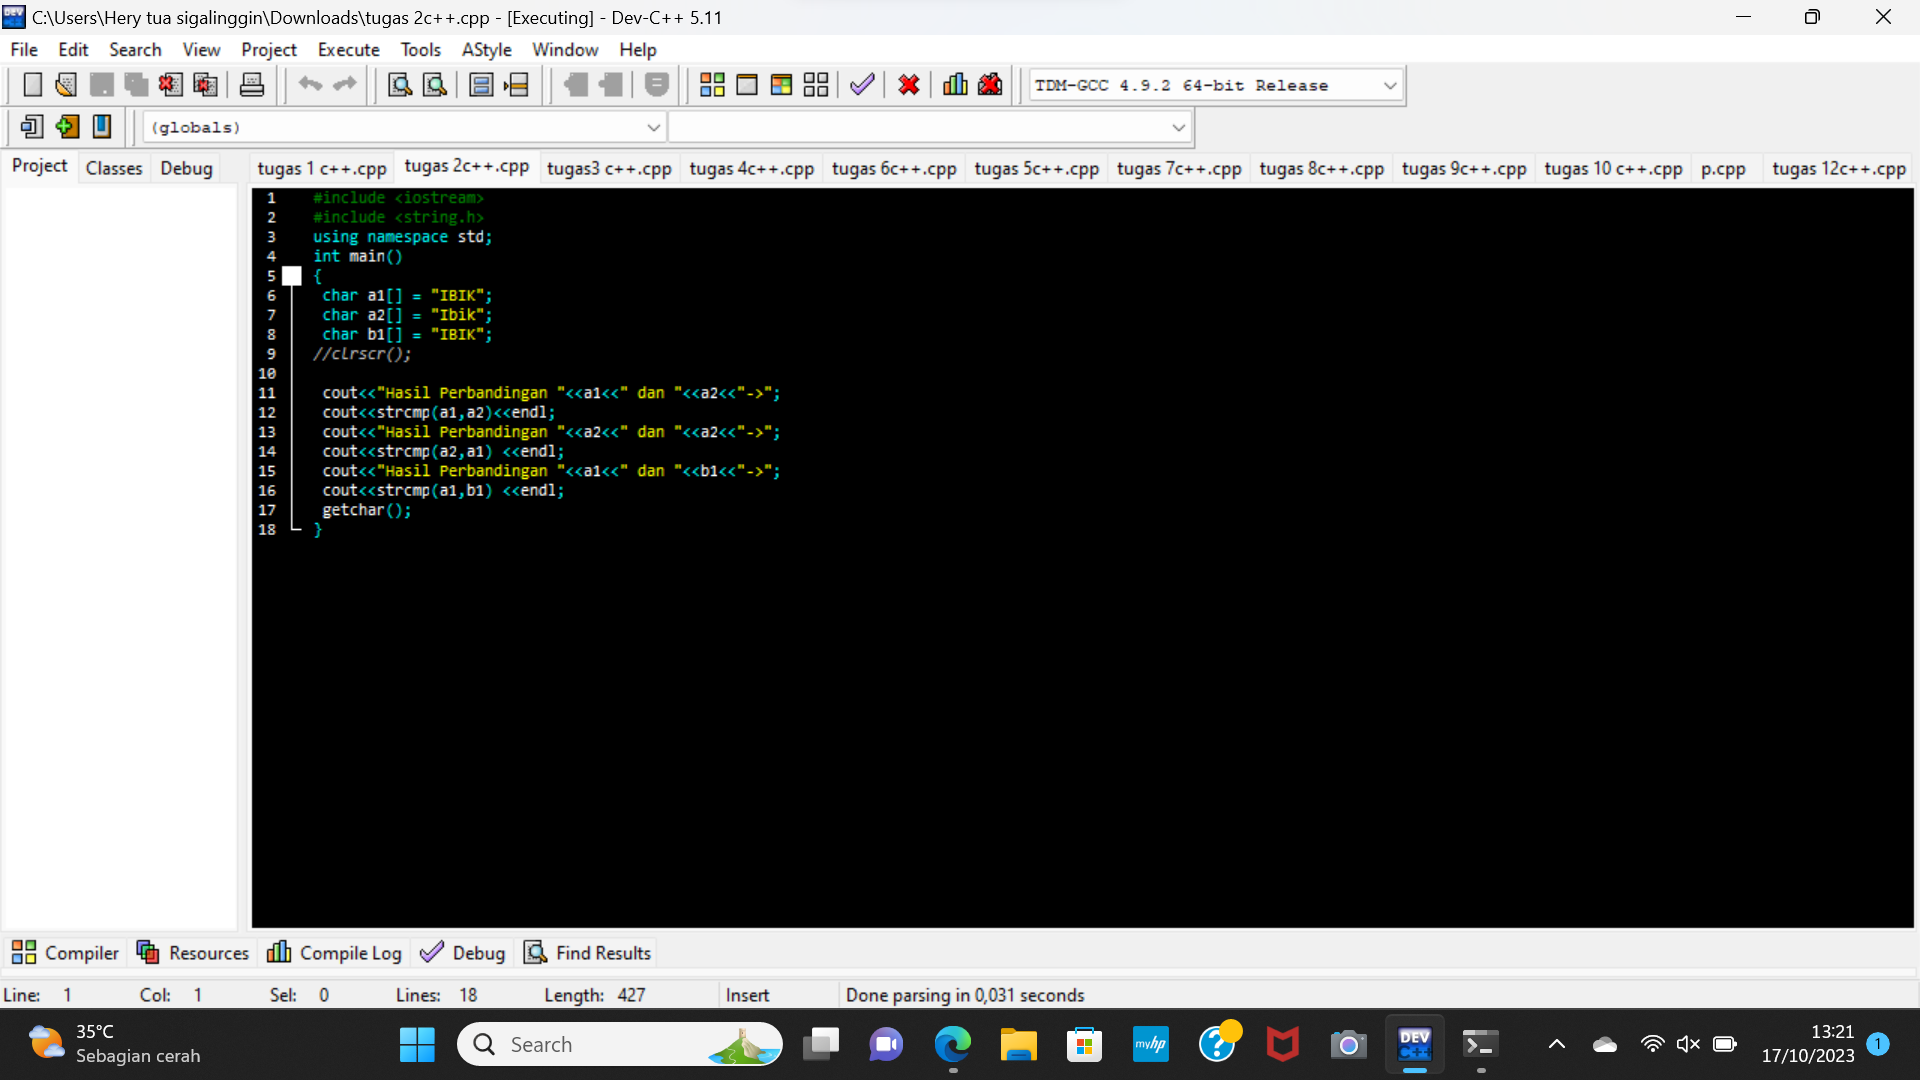 C:\Users\Hery tua sigalinggin\Downloads\tugas 2c++.cpp - [Executing] - Dev-C++ 5.11
File Edit Search View Project Execute Tools AStyle Window Help
TDM-GCC 4.9.2 64-bit Release
(globals)
Project Classes Debug tugas 1 c++.cpp tugas 2c++.cpp tugas3 c++.cpp tugas 4c++.cpp tugas 6c++.cpp tugas 5c++.cpp tugas 7c++.cpp tugas 8c++.cpp tugas 9c++.cpp tugas 10 c++.cpp p.cpp tugas 12c++.cpp
1 #include <iostream>
2 #include <string.h>
3 using namespace std;
4 int main()
5 {
6 char a1[] = "IBIK";
7 char a2[] = "Ibik";
8 char b1[] = "IBIK";
9 //clrscr();
10
11 cout<<"Hasil Perbandingan "<<a1<<" dan "<<a2<<"->";
12 cout<<strcmp(a1,a2)<<endl;
13 cout<<"Hasil Perbandingan "<<a2<<" dan "<<a2<<"->";
14 cout<<strcmp(a2,a1) <<endl;
15 cout<<"Hasil Perbandingan "<<a1<<" dan "<<b1<<"->";
16 cout<<strcmp(a1,b1) <<endl;
17 getchar();
18 }
Compiler Resources Compile Log Debug Find Results
Line: 1 Col: 1 Sel: 0 Lines: 18 Length: 427 Insert Done parsing in 0,031 seconds
35°C
Sebagian cerah
Search
myhp
DEV
C++
13:21
17/10/2023
1